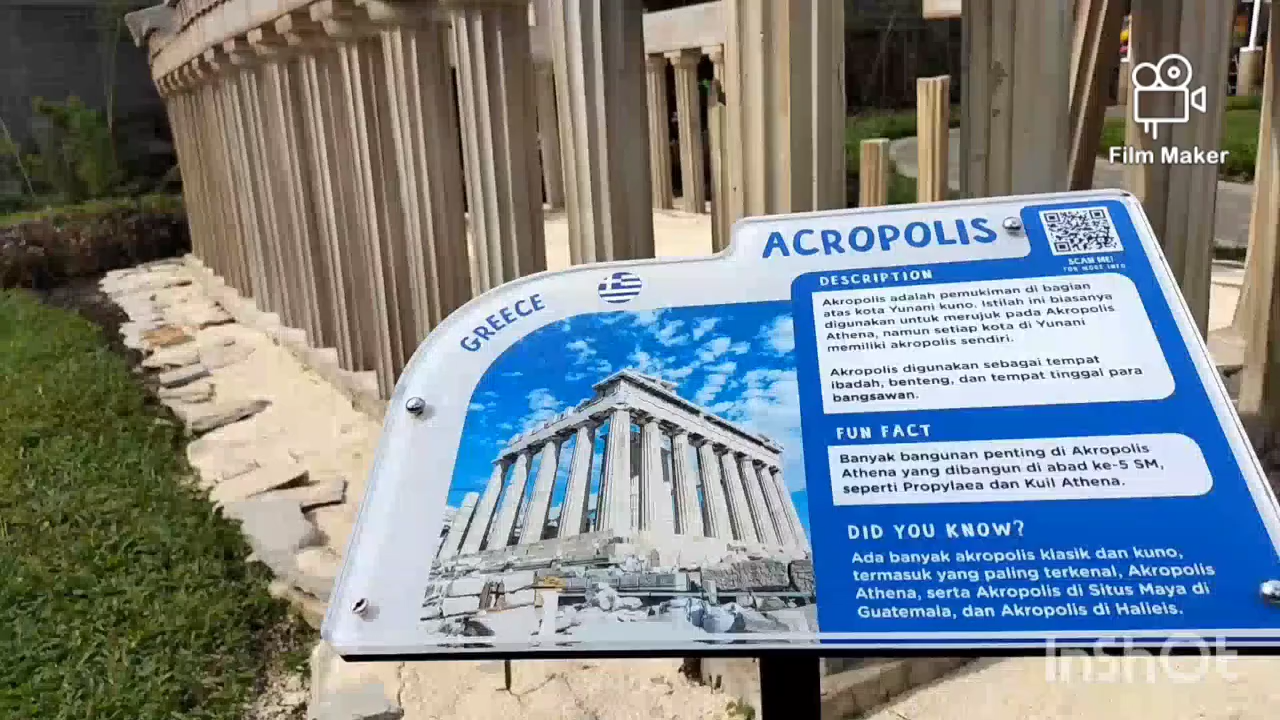 Film Maker
ACROPOLIS
SCAN ME!
FOR MORE INFO
GREECE
DESCRIPTION
Akropolis adalah pemukiman di bagian
atas kota Yunani kuno. Istilah ini biasanya
digunakan untuk merujuk pada Akropolis
Athena, namun setiap kota di Yunani
memiliki akropolis sendiri.
Akropolis digunakan sebagai tempat
ibadah, benteng, dan tempat tinggal para
bangsawan.
FUN FACT
Banyak bangunan penting di Akropolis
Athena yang dibangun di abad ke-5 SM,
seperti Propylaea dan Kuil Athena.
DID YOU KNOW?
Ada banyak akropolis klasik dan kuno,
termasuk yang paling terkenal, Akropolis
Athena, serta Akropolis di Situs Maya di
Guatemala, dan Akropolis di Halleis.
InShOt